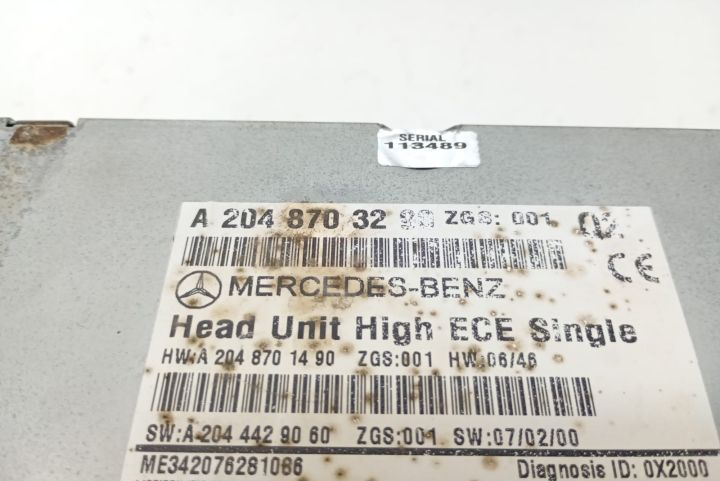 SERIAL
113489
A 204 870 32 ZGS: 001
CE
MERCEDES-BENZ
Head Unit High ECE Single
HW:A 204 870 14 90 ZGS:001 HW:06/46
SW:A 204 442 90 60 ZGS:001 SW:07/02/00
ME342076281086 Diagnosis ID: 0X2000